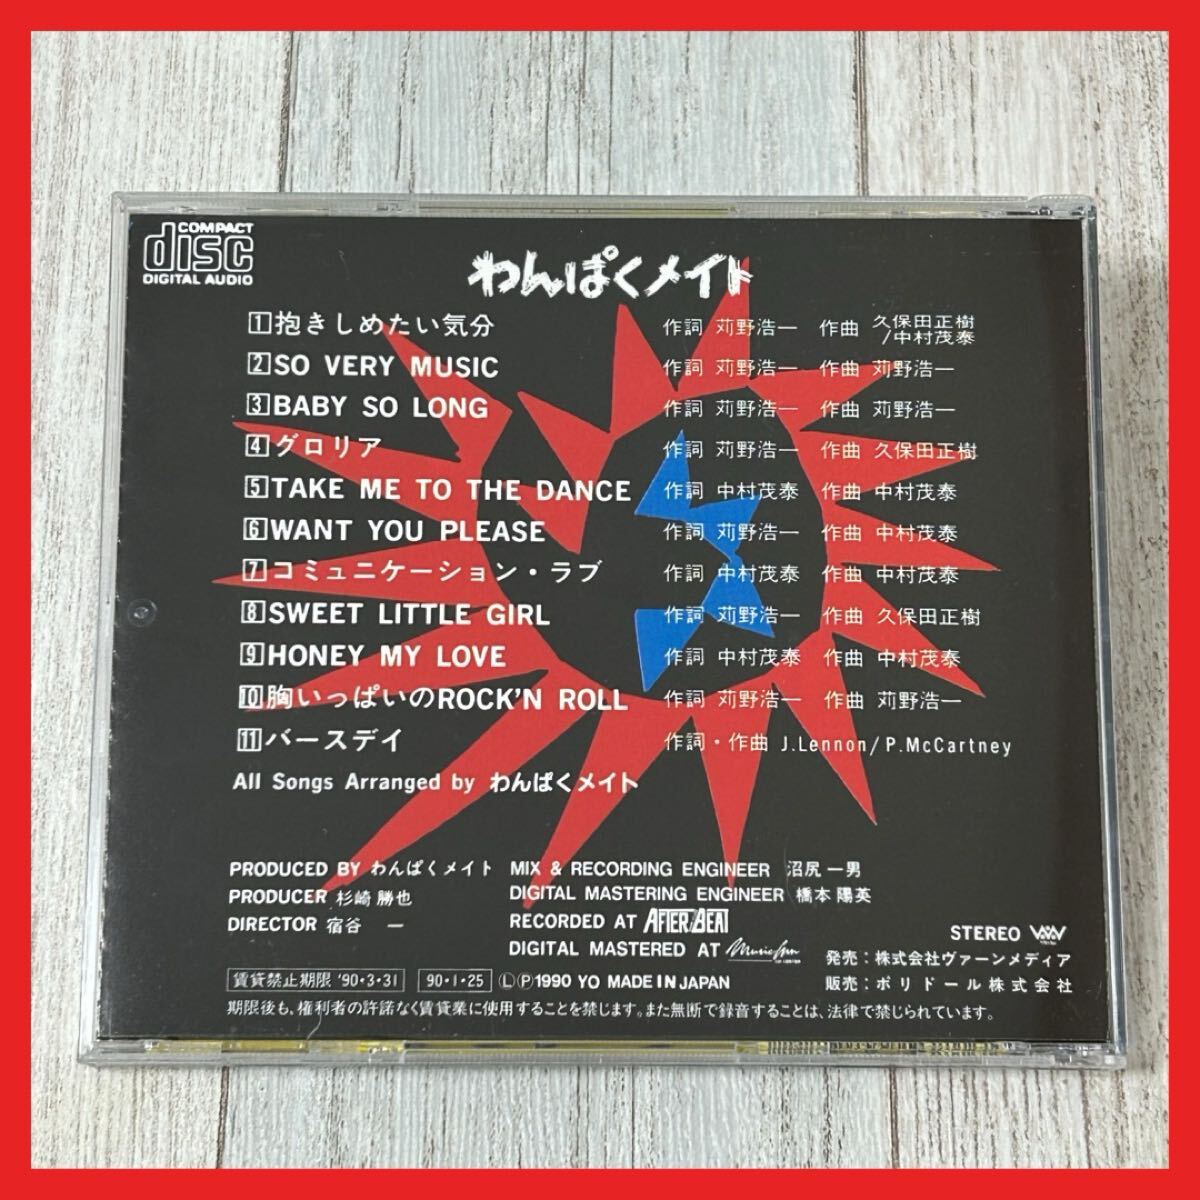 COMPACT
disc
DIGITAL AUDIO
わんぱくメイト
1 抱きしめたい気分 作詞 苅野浩一 作曲 久保田正樹
/中村茂泰
2 SO VERY MUSIC 作詞 苅野浩一 作曲 苅野浩一
3 BABY SO LONG 作詞 苅野浩一 作曲 苅野浩一
4 グロリア 作詞 苅野浩一 作曲 久保田正樹
5 TAKE ME TO THE DANCE 作詞 中村茂泰 作曲 中村茂泰
6 WANT YOU PLEASE 作詞 苅野浩一 作曲 中村茂泰
7 コミュニケーション・ラブ 作詞 中村茂泰 作曲 中村茂泰
8 SWEET LITTLE GIRL 作詞 苅野浩一 作曲 久保田正樹
9 HONEY MY LOVE 作詞 中村茂泰 作曲 中村茂泰
10 胸いっぱいのROCK'N ROLL 作詞 苅野浩一 作曲 苅野浩一
11 バースデイ 作詞・作曲 J.Lennon/P.McCartney
All Songs Arranged by わんぱくメイト
PRODUCED BY わんぱくメイト
PRODUCER 杉崎 勝也
DIRECTOR 宿谷 一
MIX & RECORDING ENGINEER 沼尻 一男
DIGITAL MASTERING ENGINEER 橋本 陽英
RECORDED AT AFTER BEAT
DIGITAL MASTERED AT
STEREO
発売：株式会社ヴァーンメディア
販売：ポリドール株式会社
賃貸禁止期限 '90・3・31 90・1・25 ⓁⓅ1990 YO MADE IN JAPAN
期限後も、権利者の許諾なく賃貸業に使用することを禁じます。また無断で録音することは、法律で禁じられています。